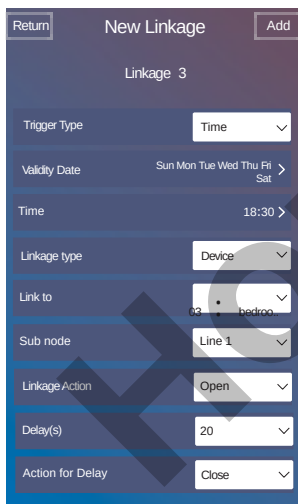 Return New Linkage Add
Linkage 3
Trigger Type Time
Validity Date Sun Mon Tue Wed Thu Fri
Sat
Time 18:30
Linkage type Device
Link to
03 : bedroo..
Sub node Line 1
Linkage Action Open
Delay(s) 20
Action for Delay Close